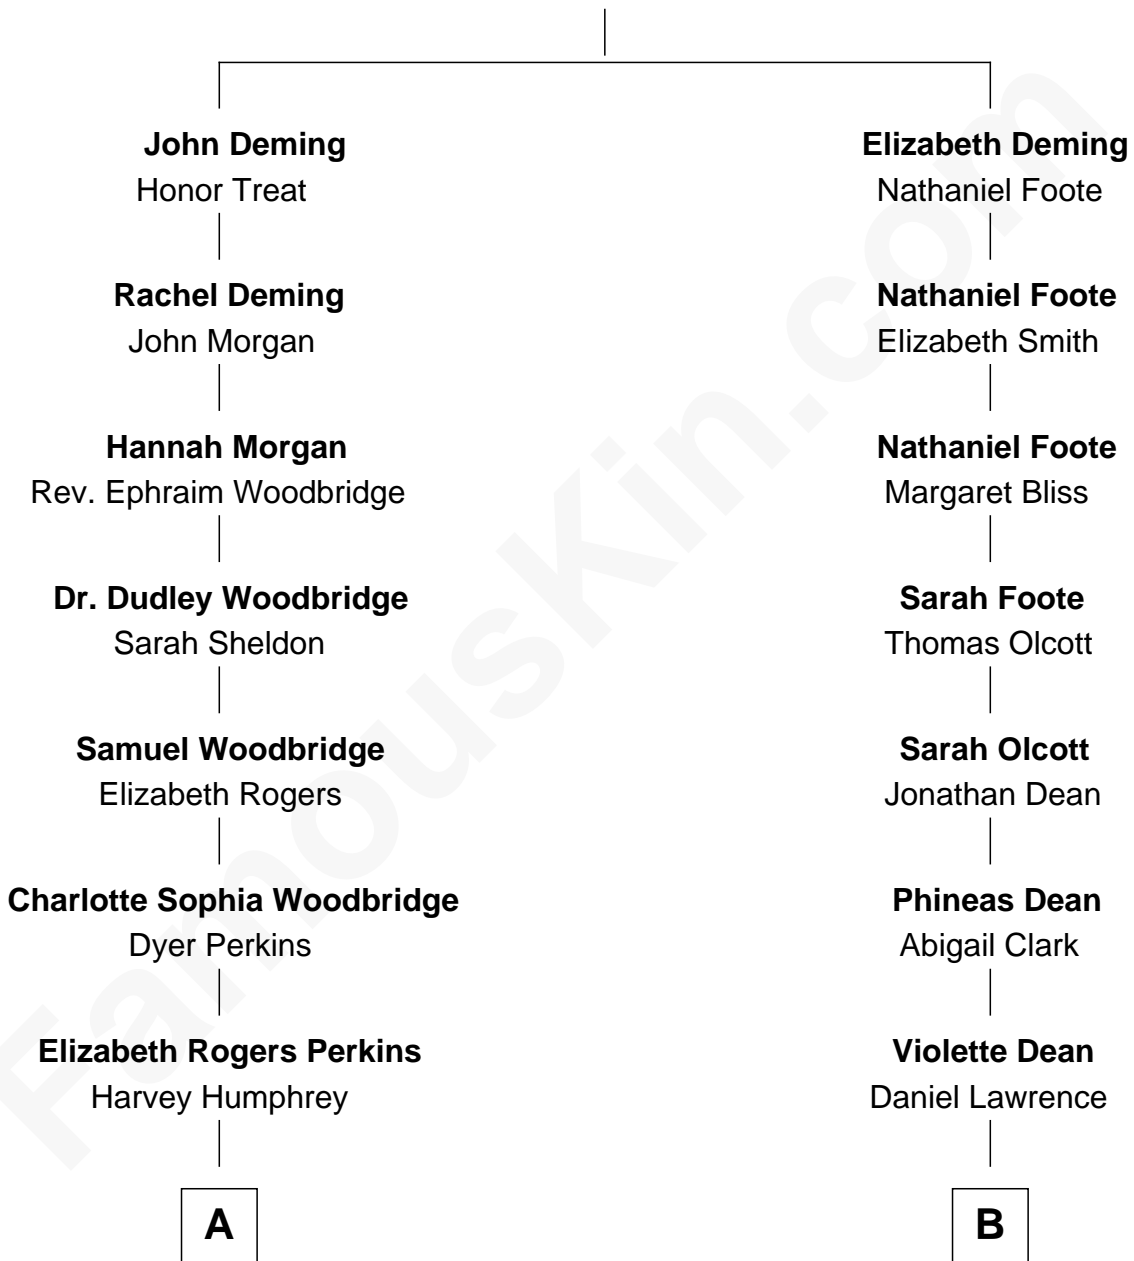 John Deming
Honor Treat
Rachel Deming
John Morgan
Hannah Morgan
Rev. Ephraim Woodbridge
Dr. Dudley Woodbridge
Sarah Sheldon
Samuel Woodbridge
Elizabeth Rogers
Charlotte Sophia Woodbridge
Dyer Perkins
Elizabeth Rogers Perkins
Harvey Humphrey
A
Elizabeth Deming
Nathaniel Foote
Nathaniel Foote
Elizabeth Smith
Nathaniel Foote
Margaret Bliss
Sarah Foote
Thomas Olcott
Sarah Olcott
Jonathan Dean
Phineas Dean
Abigail Clark
Violette Dean
Daniel Lawrence
B
FamousKin.com